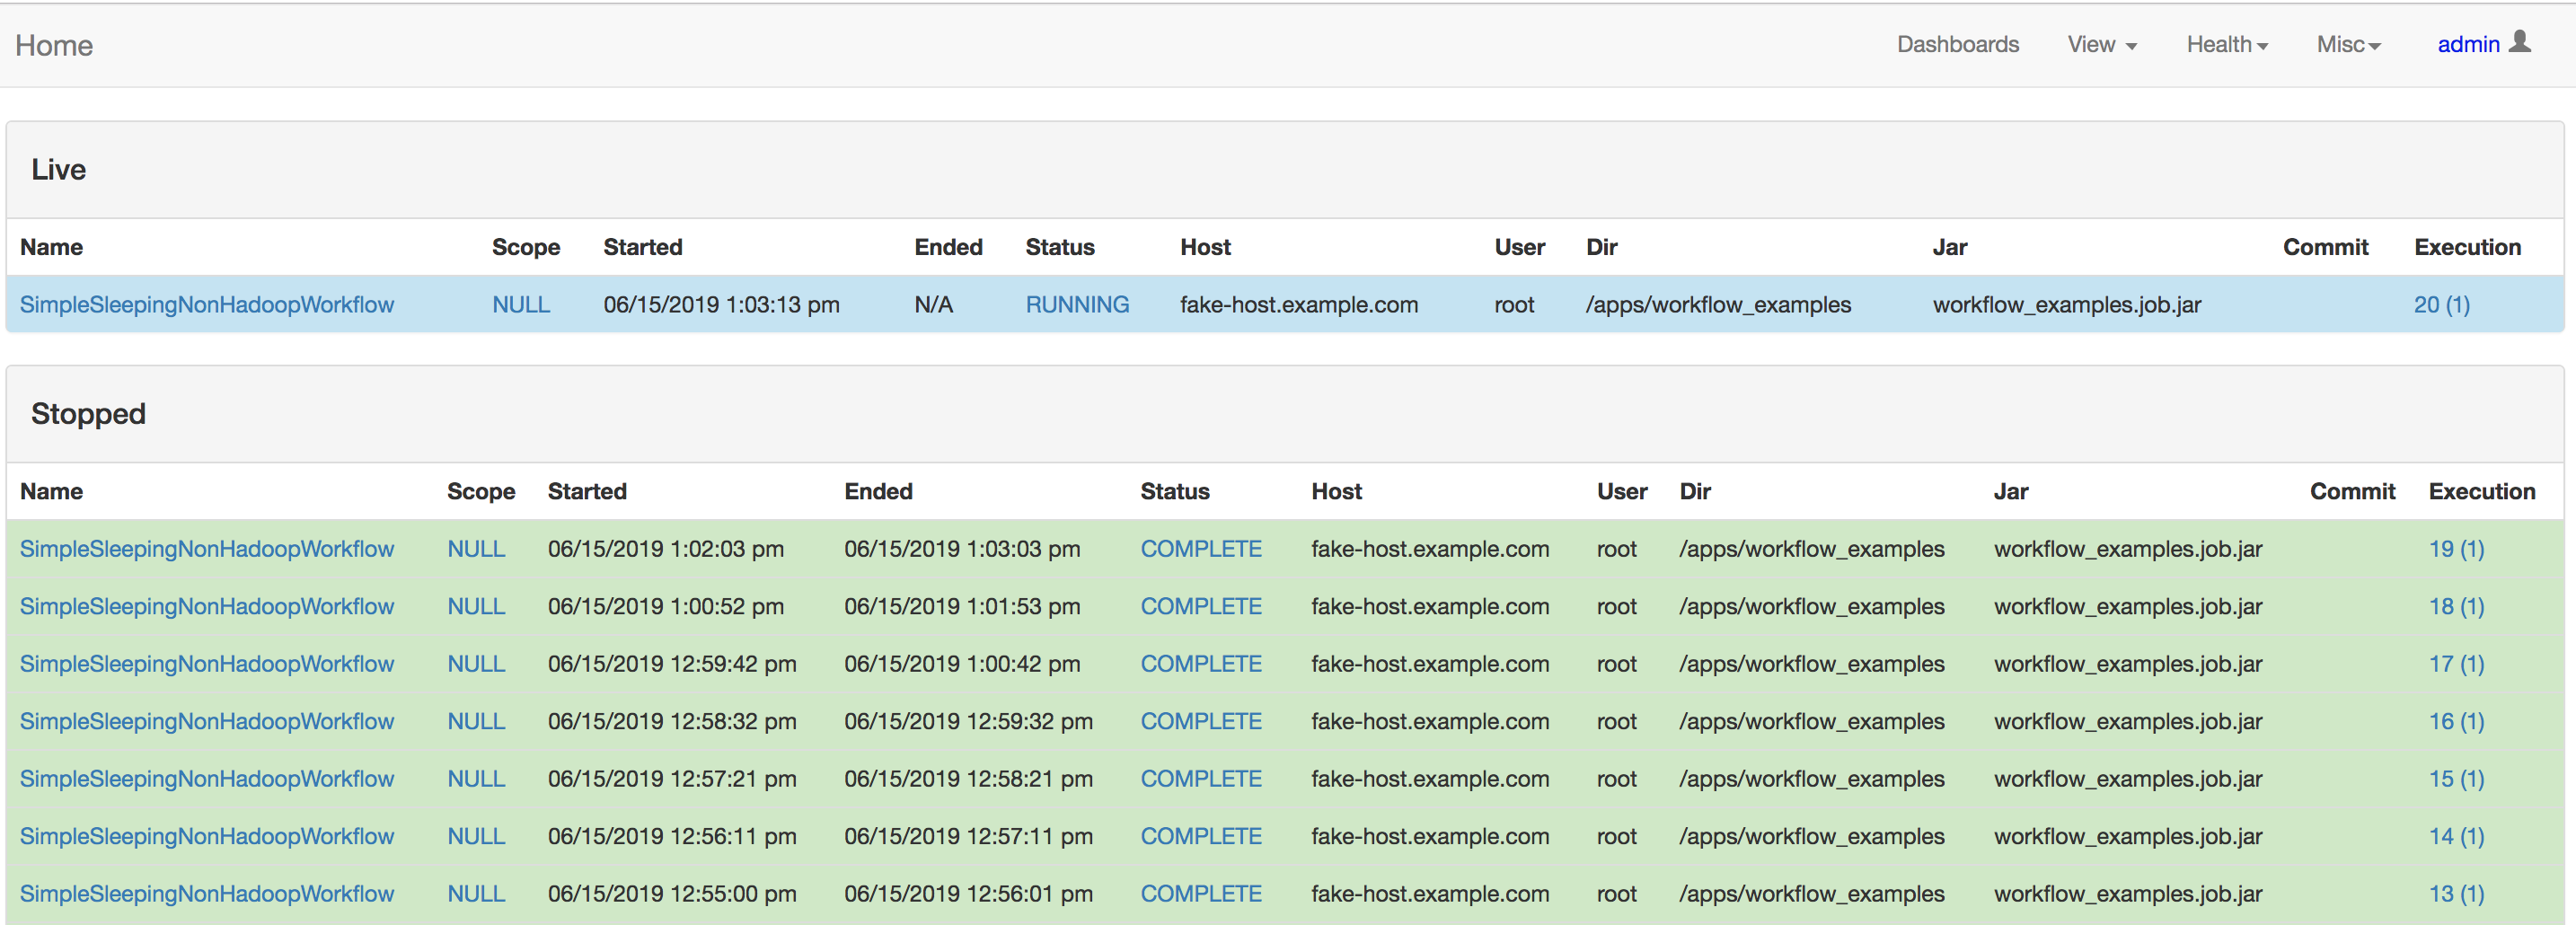 Home Dashboards View Health Misc admin
Live
Name Scope Started Ended Status Host User Dir Jar Commit Execution
SimpleSleepingNonHadoopWorkflow NULL 06/15/2019 1:03:13 pm N/A RUNNING fake-host.example.com root /apps/workflow_examples workflow_examples.job.jar 20 (1)
Stopped
Name Scope Started Ended Status Host User Dir Jar Commit Execution
SimpleSleepingNonHadoopWorkflow NULL 06/15/2019 1:02:03 pm 06/15/2019 1:03:03 pm COMPLETE fake-host.example.com root /apps/workflow_examples workflow_examples.job.jar 19 (1)
SimpleSleepingNonHadoopWorkflow NULL 06/15/2019 1:00:52 pm 06/15/2019 1:01:53 pm COMPLETE fake-host.example.com root /apps/workflow_examples workflow_examples.job.jar 18 (1)
SimpleSleepingNonHadoopWorkflow NULL 06/15/2019 12:59:42 pm 06/15/2019 1:00:42 pm COMPLETE fake-host.example.com root /apps/workflow_examples workflow_examples.job.jar 17 (1)
SimpleSleepingNonHadoopWorkflow NULL 06/15/2019 12:58:32 pm 06/15/2019 12:59:32 pm COMPLETE fake-host.example.com root /apps/workflow_examples workflow_examples.job.jar 16 (1)
SimpleSleepingNonHadoopWorkflow NULL 06/15/2019 12:57:21 pm 06/15/2019 12:58:21 pm COMPLETE fake-host.example.com root /apps/workflow_examples workflow_examples.job.jar 15 (1)
SimpleSleepingNonHadoopWorkflow NULL 06/15/2019 12:56:11 pm 06/15/2019 12:57:11 pm COMPLETE fake-host.example.com root /apps/workflow_examples workflow_examples.job.jar 14 (1)
SimpleSleepingNonHadoopWorkflow NULL 06/15/2019 12:55:00 pm 06/15/2019 12:56:01 pm COMPLETE fake-host.example.com root /apps/workflow_examples workflow_examples.job.jar 13 (1)